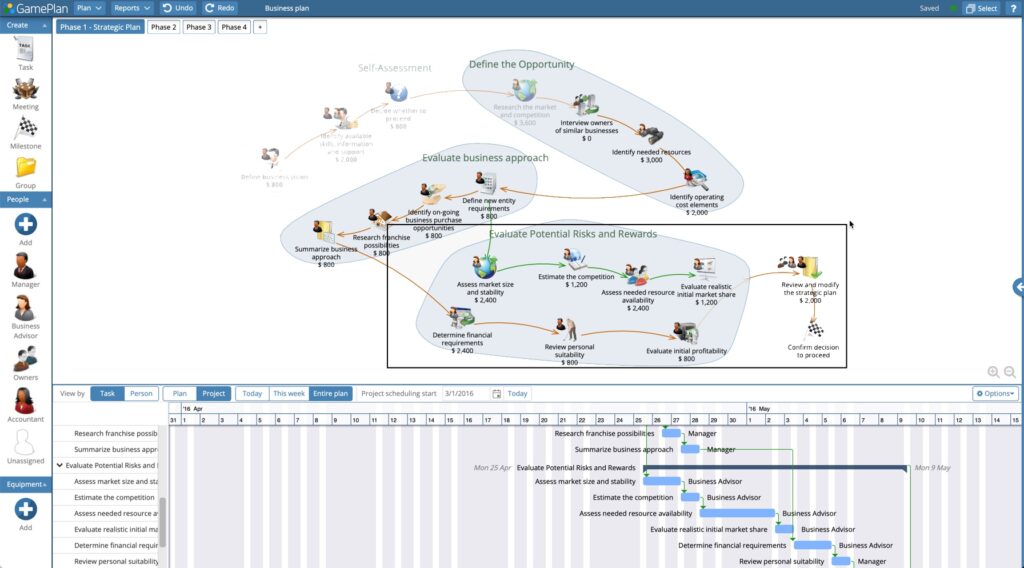 GamePlan
Plan
Reports
Undo
Redo
Business plan
Saved
Select
?
Create
Phase 1 - Strategic Plan
Phase 2
Phase 3
Phase 4
+
TASK
Task
Meeting
Milestone
Group
People
Add
Manager
Business
Advisor
Owners
Accountant
Unassigned
Equipment
Add
Self-Assessment
Define whether to
proceed
$ 800
Identify available
skills, information
and support
$ 2,000
Define business vision
$ 800
Define the Opportunity
Research the market
and competition
$ 3,600
Interview owners
of similar businesses
$ 0
Identify needed resources
$ 3,000
Identify operating
cost elements
$ 2,000
Evaluate business approach
Define new entity
requirements
$ 800
Identify on-going
business purchase
opportunities
$ 800
Research franchise
possibilities
$ 800
Summarize business
approach
$ 800
Evaluate Potential Risks and Rewards
Assess market size
and stability
$ 2,400
Estimate the competition
$ 1,200
Assess needed resource
availability
$ 2,400
Evaluate realistic
initial market share
$ 1,200
Determine financial
requirements
$ 2,400
Review personal
suitability
$ 800
Evaluate initial profitability
$ 800
Review and modify
the strategic plan
$ 2,000
Confirm decision
to proceed
View by
Task
Person
Plan
Project
Today
This week
Entire plan
Project scheduling start
3/1/2016
Today
Options
'16 Apr
'16 May
31 1 2 3 4 5 6 7 8 9 10 11 12 13 14 15 16 17 18 19 20 21 22 23 24 25 26 27 28 29 30 1 2 3 4 5 6 7 8 9 10 11 12 13 14 15
Research franchise possib
Research franchise possibilities
Manager
Summarize business appr
Summarize business approach
Manager
Evaluate Potential Risks and
Mon 25 Apr
Evaluate Potential Risks and Rewards
Mon 9 May
Assess market size and sta
Assess market size and stability
Business Advisor
Estimate the competition
Estimate the competition
Business Advisor
Assess needed resource a
Assess needed resource availability
Business Advisor
Evaluate realistic initial ma
Evaluate realistic initial market share
Business Advisor
Determine financial requir
Determine financial requirements
Business Advisor
Review personal suitability
Review personal suitability
Manager